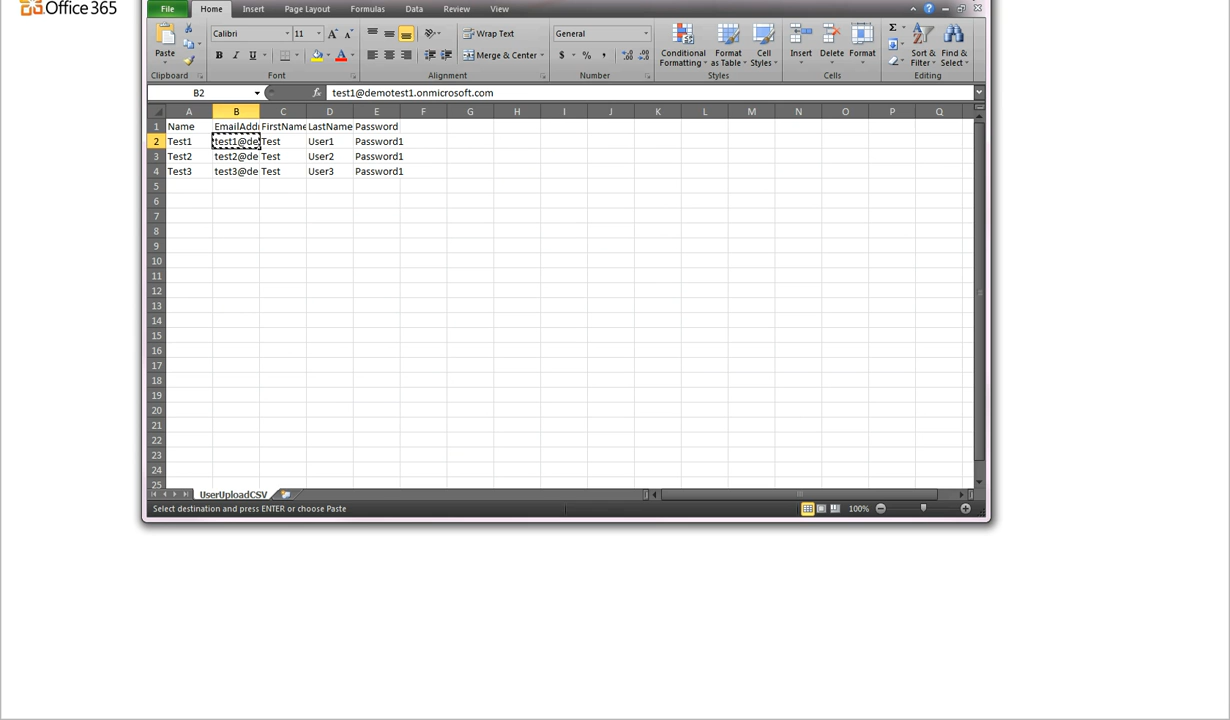 Office 365
File Home Insert Page Layout Formulas Data Review View
Calibri 11 A A Wrap Text General
Paste B I U A Merge & Center $ % , Conditional Formatting Format as Table Cell Styles Insert Delete Format Σ Sort & Filter Find & Select
Clipboard Font Alignment Number Styles Cells Editing
B2 fx test1@demotest1.onmicrosoft.com
A B C D E F G H I J K L M N O P Q
1 Name EmailAddr FirstName LastName Password
2 Test1 test1@de Test User1 Password1
3 Test2 test2@de Test User2 Password1
4 Test3 test3@de Test User3 Password1
5
6
7
8
9
10
11
12
13
14
15
16
17
18
19
20
21
22
23
24
25
UserUploadCSV
Select destination and press ENTER or choose Paste 100%